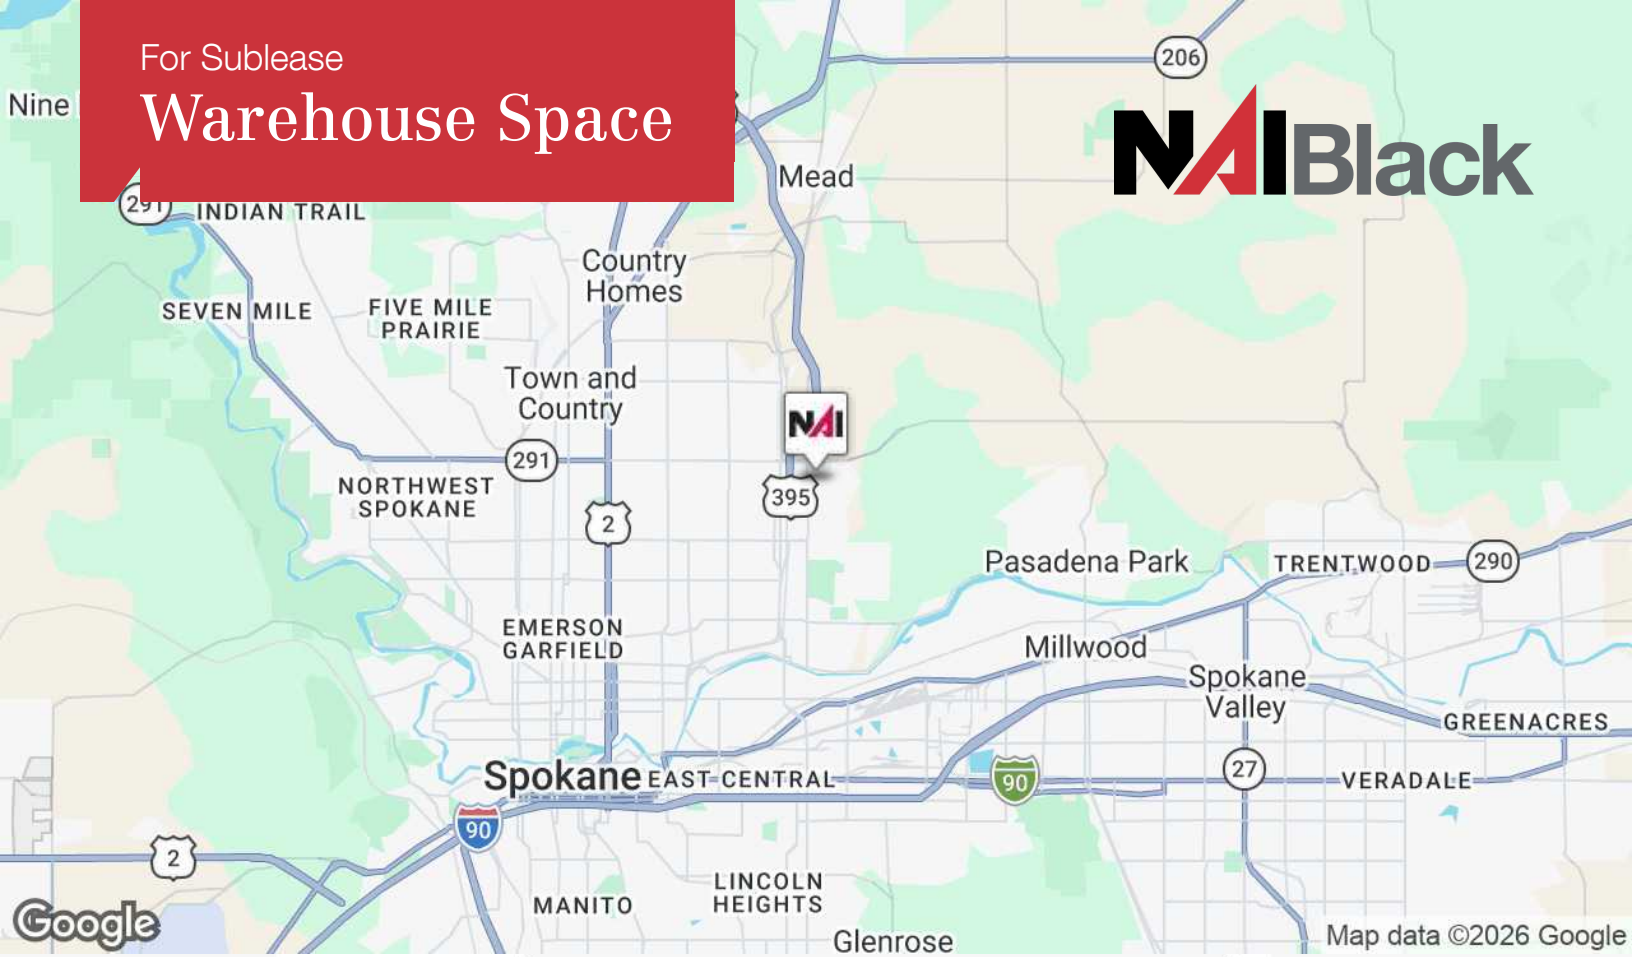 For Sublease
Warehouse Space
NAIBlack
206
Nine
Mead
291
INDIAN TRAIL
Country
Homes
SEVEN MILE
FIVE MILE
PRAIRIE
Town and
Country
NAI
291
395
NORTHWEST
SPOKANE
2
Pasadena Park
TRENTWOOD
290
EMERSON
GARFIELD
Millwood
Spokane
Valley
GREENACRES
Spokane
EAST CENTRAL
90
27
VERADALE
90
2
LINCOLN
HEIGHTS
MANITO
Google
Glenrose
Map data ©2026 Google